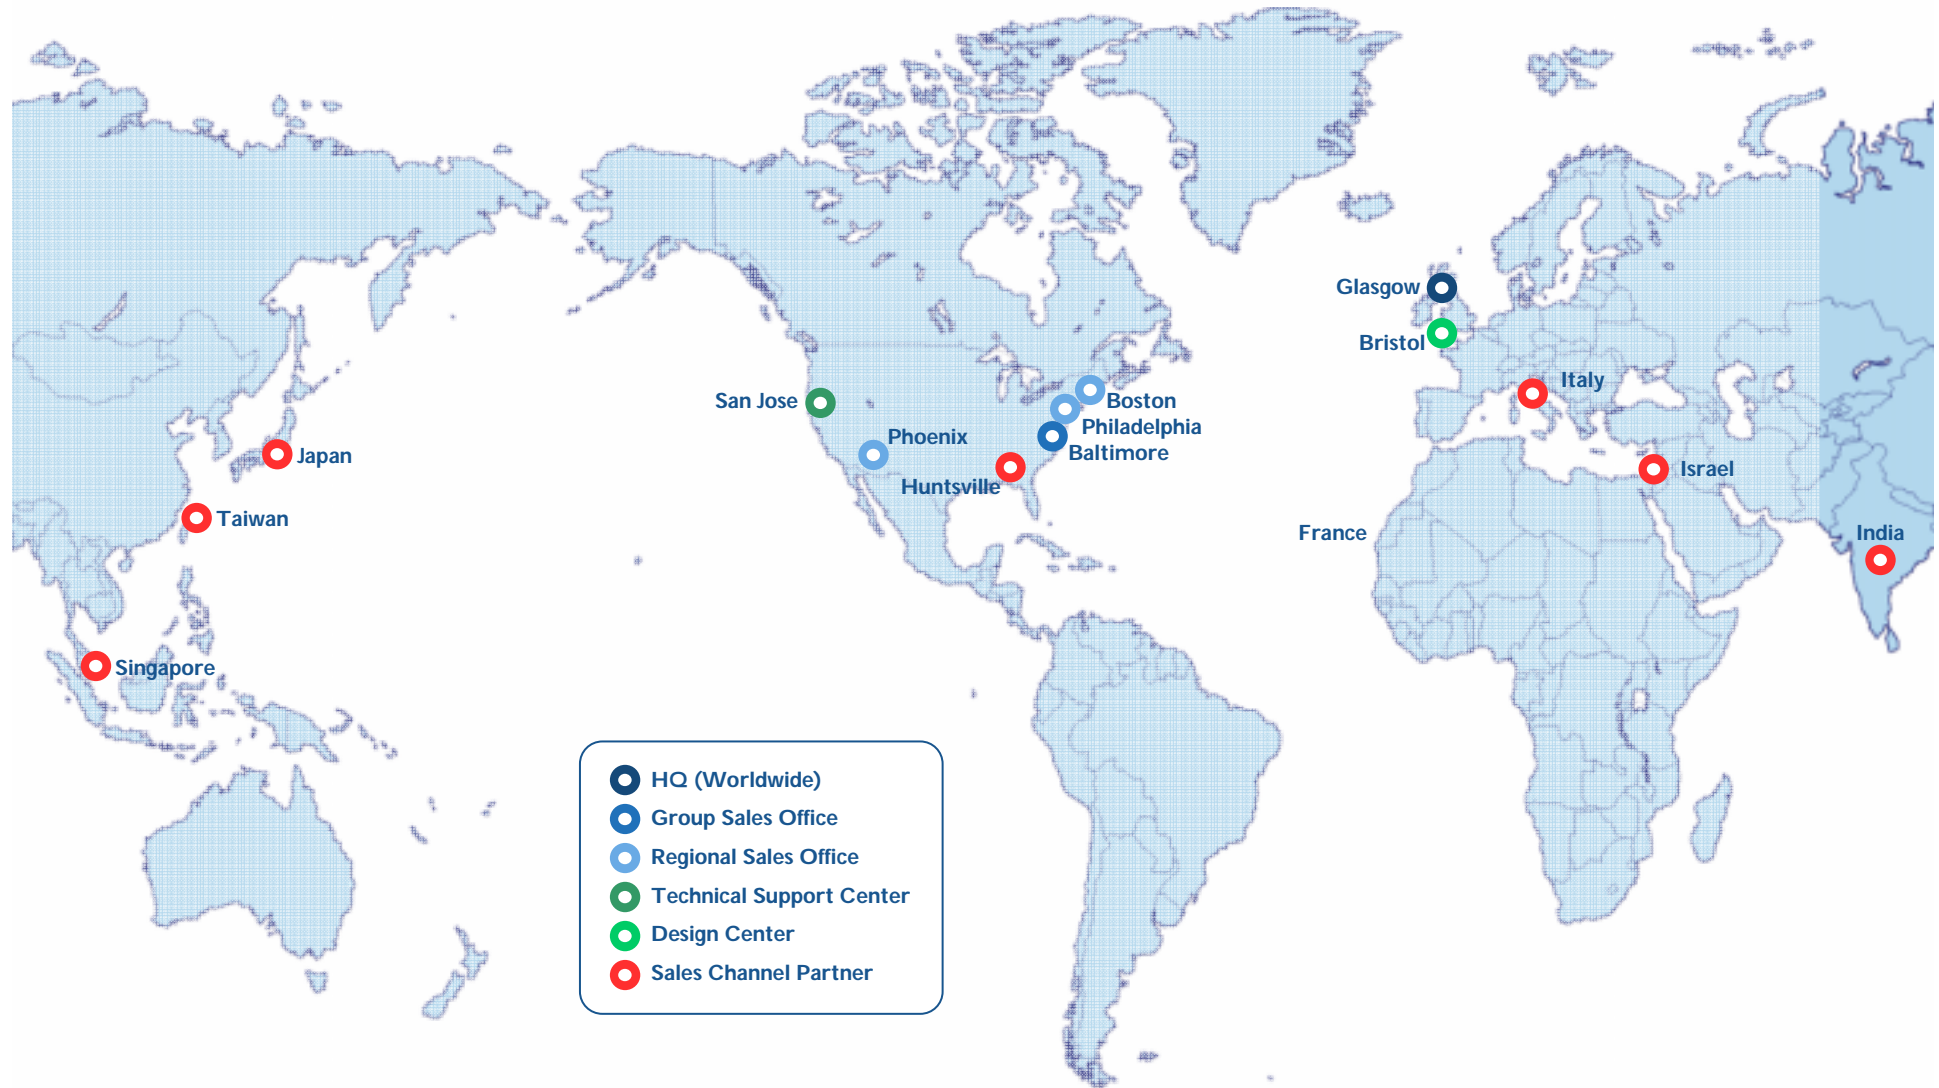 Glasgow
Bristol
Italy
San Jose
Boston
Philadelphia
Phoenix
Baltimore
Japan
Israel
Huntsville
Taiwan
France
India
Singapore
HQ (Worldwide)
Group Sales Office
Regional Sales Office
Technical Support Center
Design Center
Sales Channel Partner